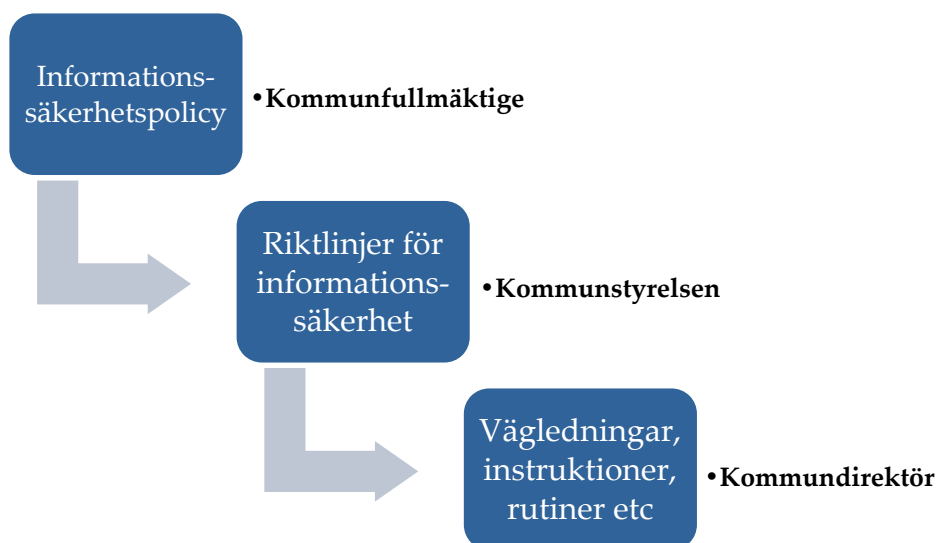 Informations-
säkerhetspolicy
•Kommunfullmäktige
Riktlinjer för
informations-
säkerhet
•Kommunstyrelsen
Vägledningar,
instruktioner,
rutiner etc
•Kommundirektör